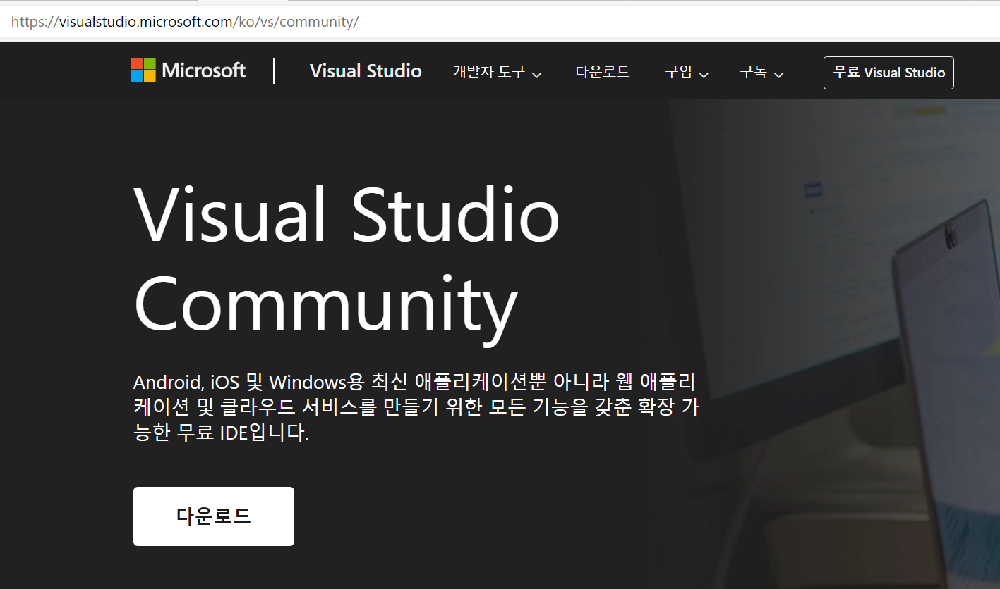 https://visualstudio.microsoft.com/ko/vs/community/
Microsoft Visual Studio 개발자 도구 다운로드 구입 구독 무료 Visual Studio
Visual Studio
Community
Android, iOS 및 Windows용 최신 애플리케이션뿐 아니라 웹 애플리
케이션 및 클라우드 서비스를 만들기 위한 모든 기능을 갖춘 확장 가
능한 무료 IDE입니다.
다운로드